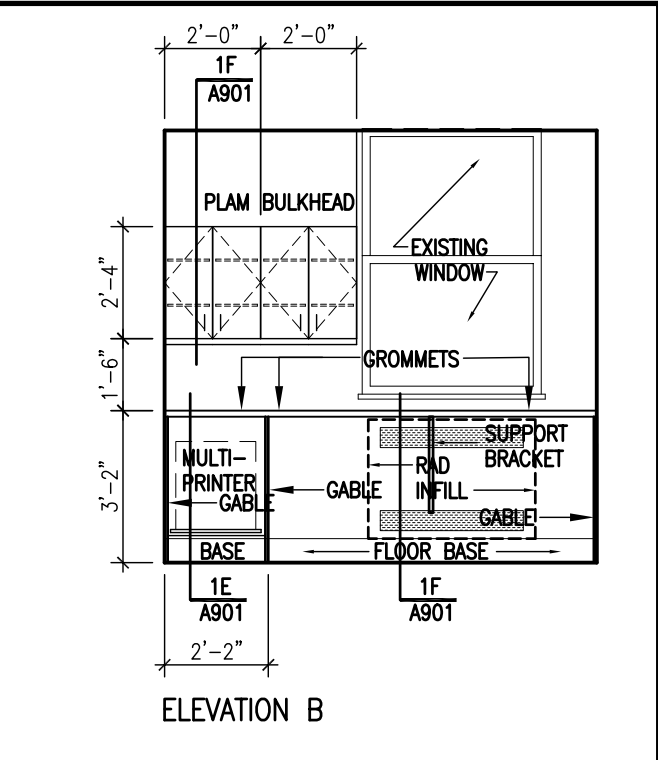 2'-0" 2'-0"
1F
A901
PLAM BULKHEAD
EXISTING
WINDOW
2'-4"
1'-6"
GROMMETS
3'-2"
SUPPORT
BRACKET
MULTI-
PRINTER
RAD
INFILL
GABLE
GABLE
GABLE
BASE
FLOOR BASE
1E
A901
1F
A901
2'-2"
ELEVATION B